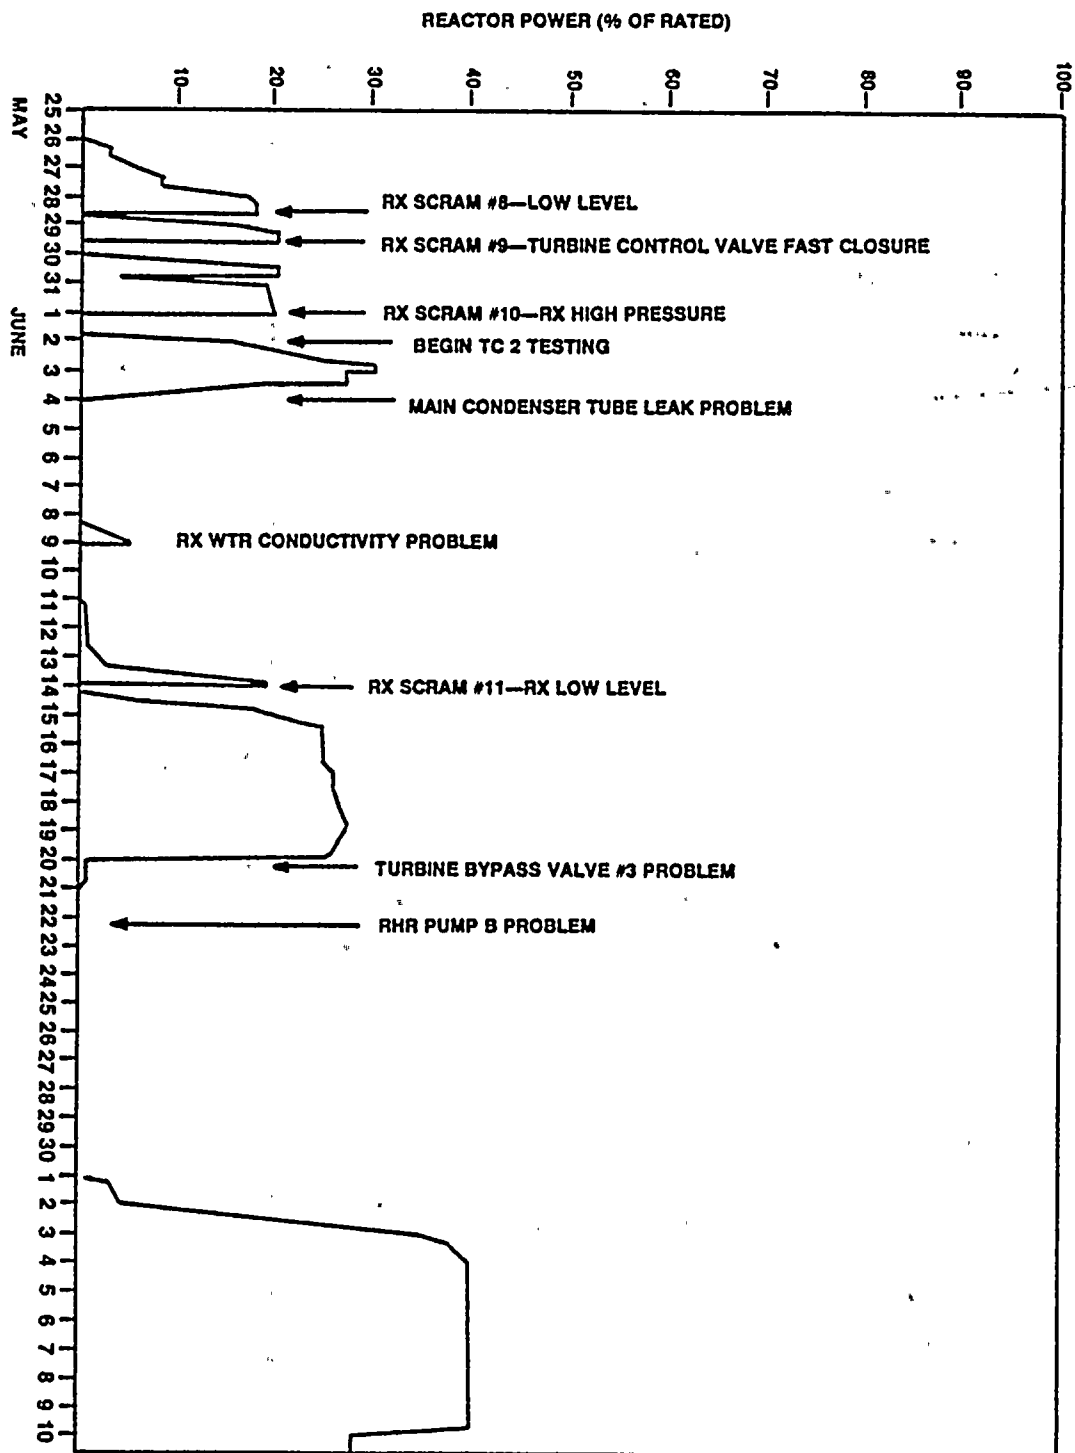 REACTOR POWER (% OF RATED)
10 20 30 40 50 60 70 80 90 100
RX SCRAM #8—LOW LEVEL
RX SCRAM #9—TURBINE CONTROL VALVE FAST CLOSURE
RX SCRAM #10—RX HIGH PRESSURE
BEGIN TC 2 TESTING
MAIN CONDENSER TUBE LEAK PROBLEM
RX WTR CONDUCTIVITY PROBLEM
RX SCRAM #11—RX LOW LEVEL
TURBINE BYPASS VALVE #3 PROBLEM
RHR PUMP B PROBLEM
25 26 27 28 29 30 31 1 2 3 4 5 6 7 8 9 10 11 12 13 14 15 16 17 18 19 20 21 22 23 24 25 26 27 28 29 30 1 2 3 4 5 6 7 8 9 10
MAY JUNE